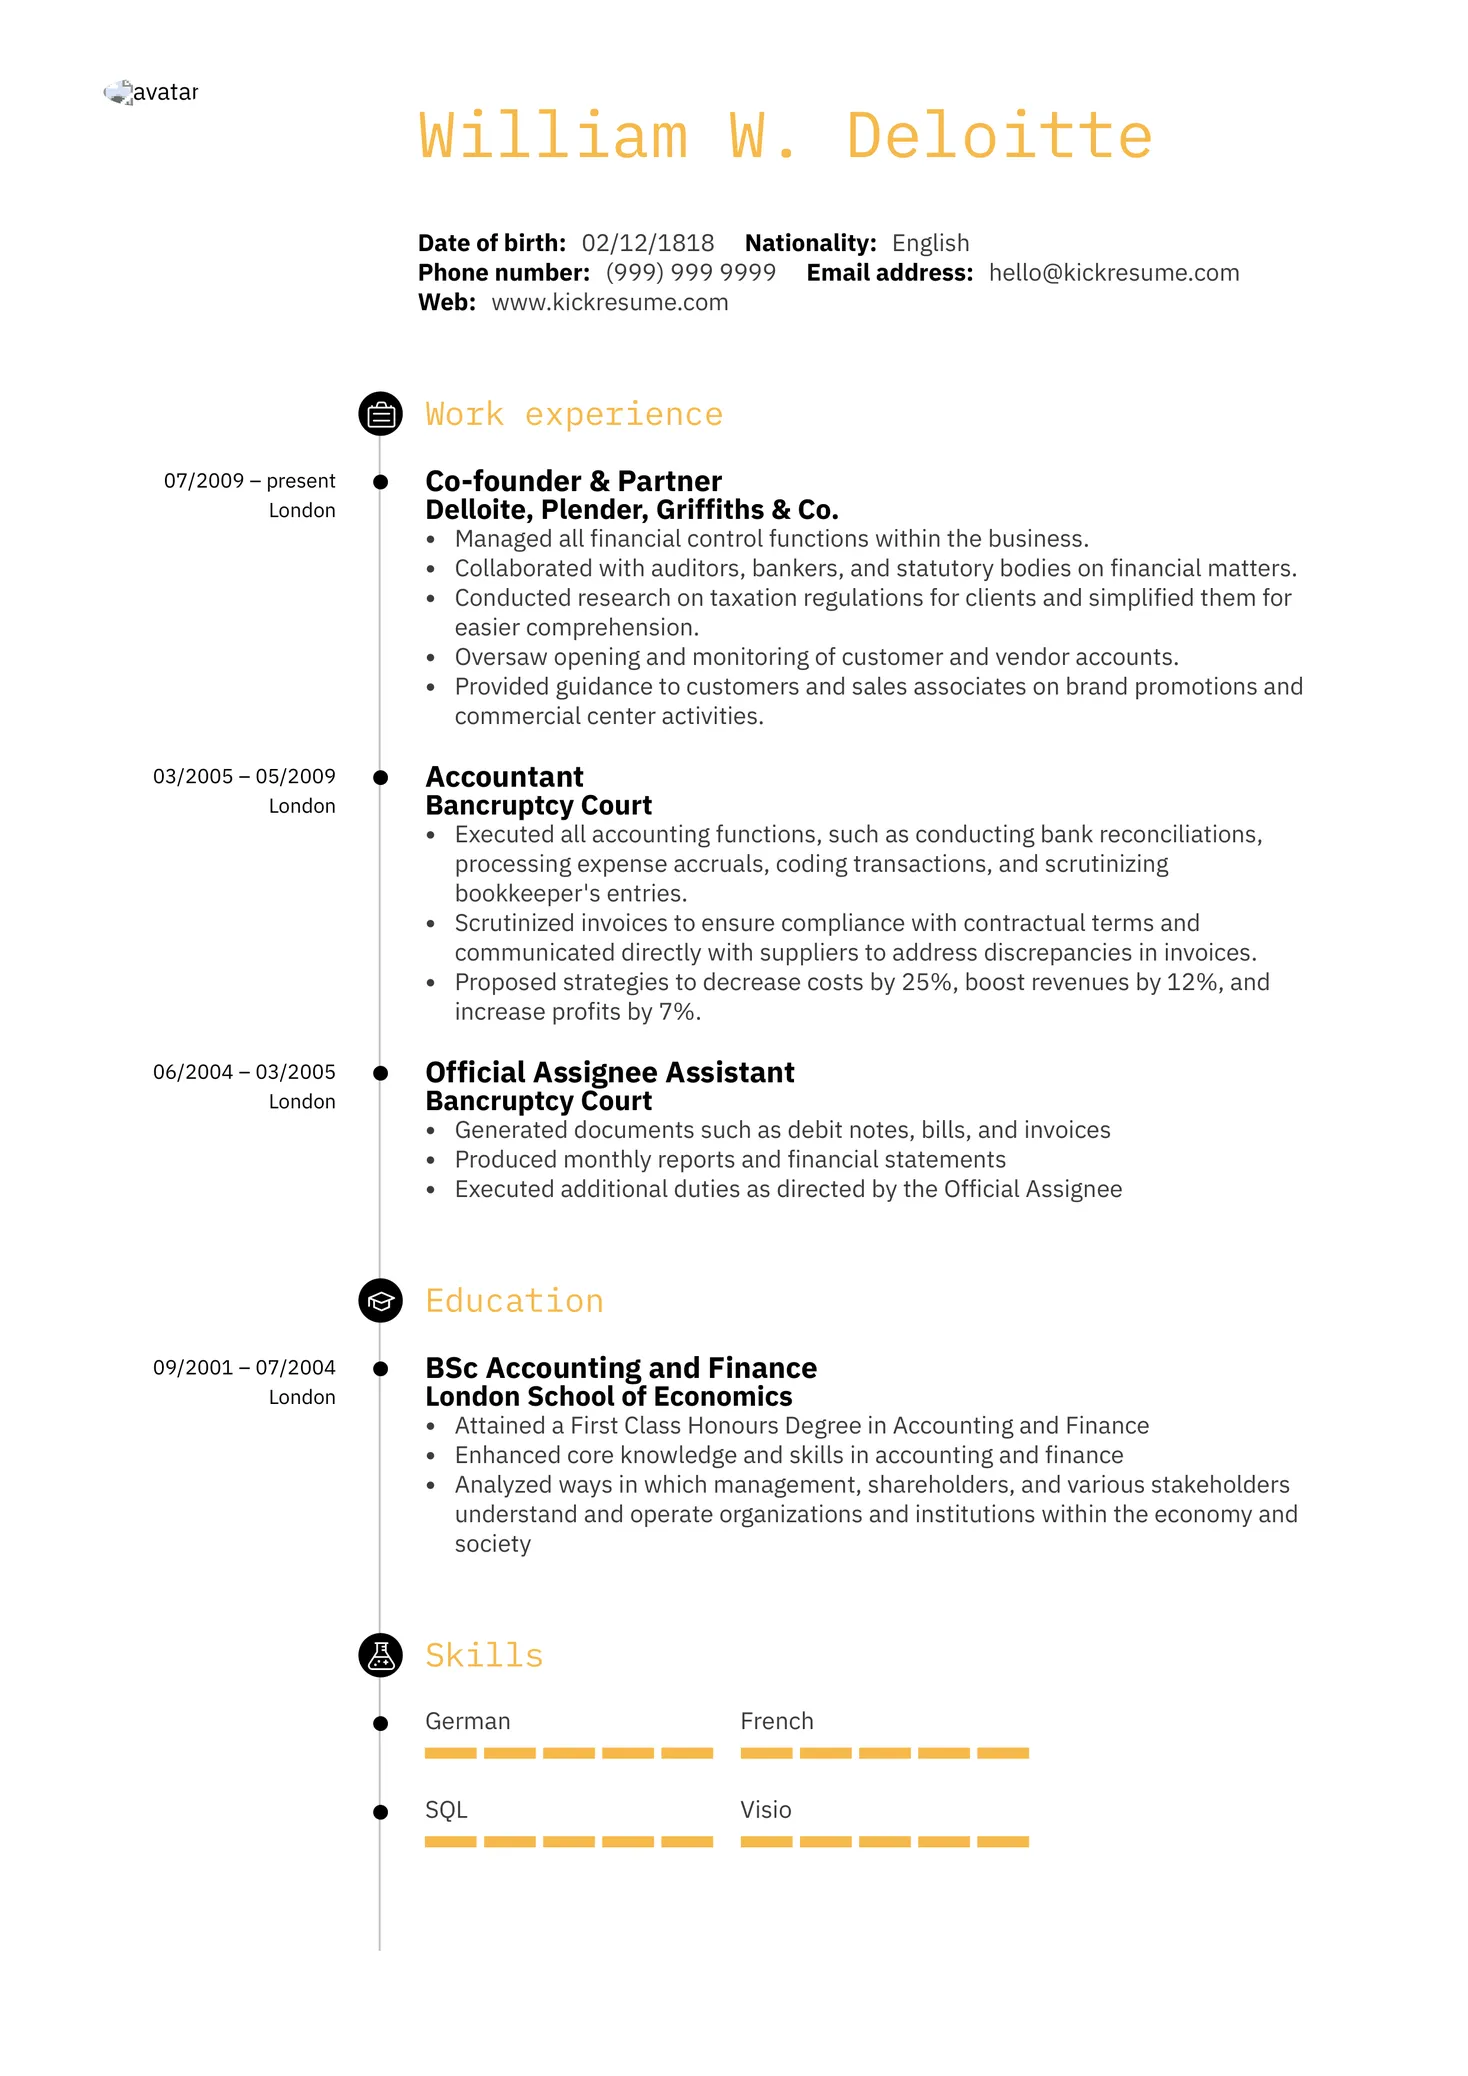 avatar
William W. Deloitte
Date of birth: 02/12/1818 Nationality: English
Phone number: (999) 999 9999 Email address: hello@kickresume.com
Web: www.kickresume.com
Work experience
07/2009 – present
London
Co-founder & Partner
Delloite, Plender, Griffiths & Co.
• Managed all financial control functions within the business.
• Collaborated with auditors, bankers, and statutory bodies on financial matters.
• Conducted research on taxation regulations for clients and simplified them for
easier comprehension.
• Oversaw opening and monitoring of customer and vendor accounts.
• Provided guidance to customers and sales associates on brand promotions and
commercial center activities.
03/2005 – 05/2009
London
Accountant
Bancruptcy Court
• Executed all accounting functions, such as conducting bank reconciliations,
processing expense accruals, coding transactions, and scrutinizing
bookkeeper's entries.
• Scrutinized invoices to ensure compliance with contractual terms and
communicated directly with suppliers to address discrepancies in invoices.
• Proposed strategies to decrease costs by 25%, boost revenues by 12%, and
increase profits by 7%.
06/2004 – 03/2005
London
Official Assignee Assistant
Bancruptcy Court
• Generated documents such as debit notes, bills, and invoices
• Produced monthly reports and financial statements
• Executed additional duties as directed by the Official Assignee
Education
09/2001 – 07/2004
London
BSc Accounting and Finance
London School of Economics
• Attained a First Class Honours Degree in Accounting and Finance
• Enhanced core knowledge and skills in accounting and finance
• Analyzed ways in which management, shareholders, and various stakeholders
understand and operate organizations and institutions within the economy and
society
Skills
German French
SQL Visio